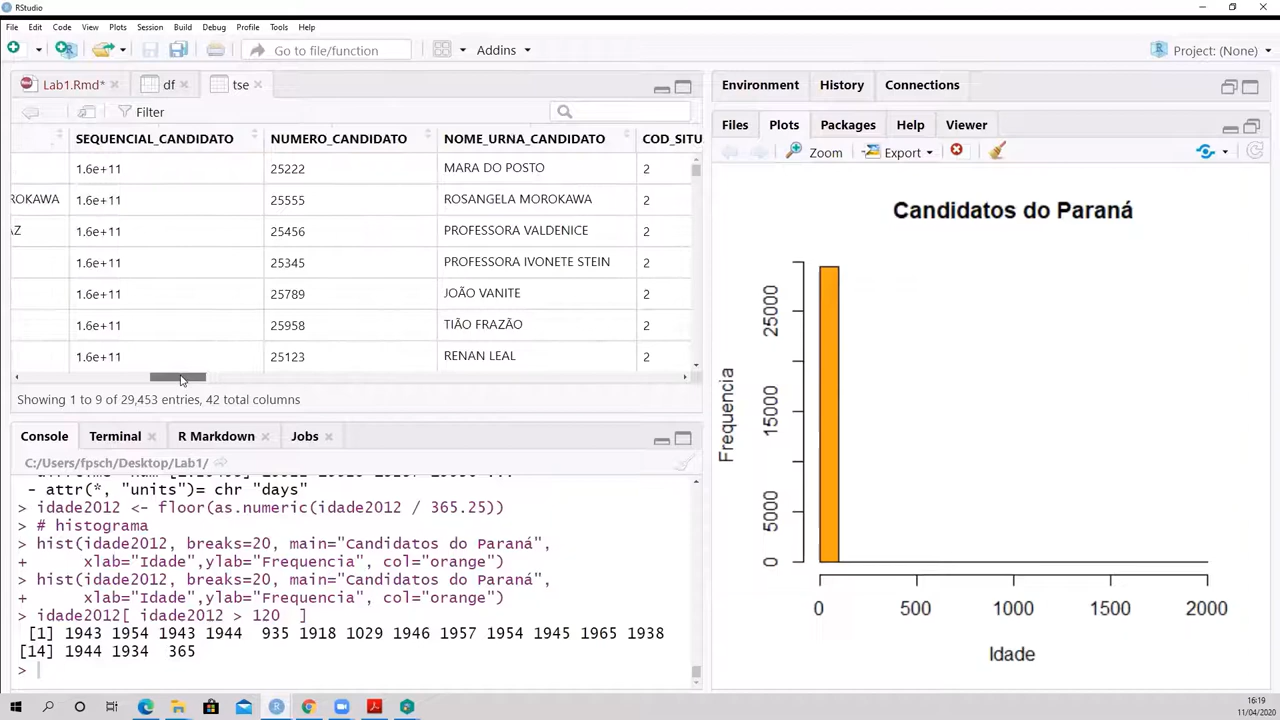 RStudio
File Edit Code View Plots Session Build Debug Profile Tools Help
Go to file/function Addins Project: (None)
Lab1.Rmd* df tse
Filter
SEQUENCIAL_CANDIDATO NUMERO_CANDIDATO NOME_URNA_CANDIDATO COD_SITU
1.6e+11 25222 MARA DO POSTO 2
ROKAWA 1.6e+11 25555 ROSANGELA MOROKAWA 2
AZ 1.6e+11 25456 PROFESSORA VALDENICE 2
1.6e+11 25345 PROFESSORA IVONETE STEIN 2
1.6e+11 25789 JOÃO VANITE 2
1.6e+11 25958 TIÃO FRAZÃO 2
1.6e+11 25123 RENAN LEAL 2
Showing 1 to 9 of 29,453 entries, 42 total columns
Console Terminal R Markdown Jobs
C:/Users/fpsch/Desktop/Lab1/
- attr(*, "units")= chr "days"
> idade2012 <- floor(as.numeric(idade2012 / 365.25))
> # histograma
> hist(idade2012, breaks=20, main="Candidatos do Paraná",
+ xlab="Idade",ylab="Frequencia", col="orange")
> hist(idade2012, breaks=20, main="Candidatos do Paraná",
+ xlab="Idade",ylab="Frequencia", col="orange")
> idade2012[ idade2012 > 120 ]
[1] 1943 1954 1943 1944 935 1918 1029 1946 1957 1954 1945 1965 1938
[14] 1944 1934 365
>
Environment History Connections
Files Plots Packages Help Viewer
Zoom Export
Candidatos do Paraná
Frequencia
25000
15000
5000
0
0 500 1000 1500 2000
Idade
16:19
11/04/2020